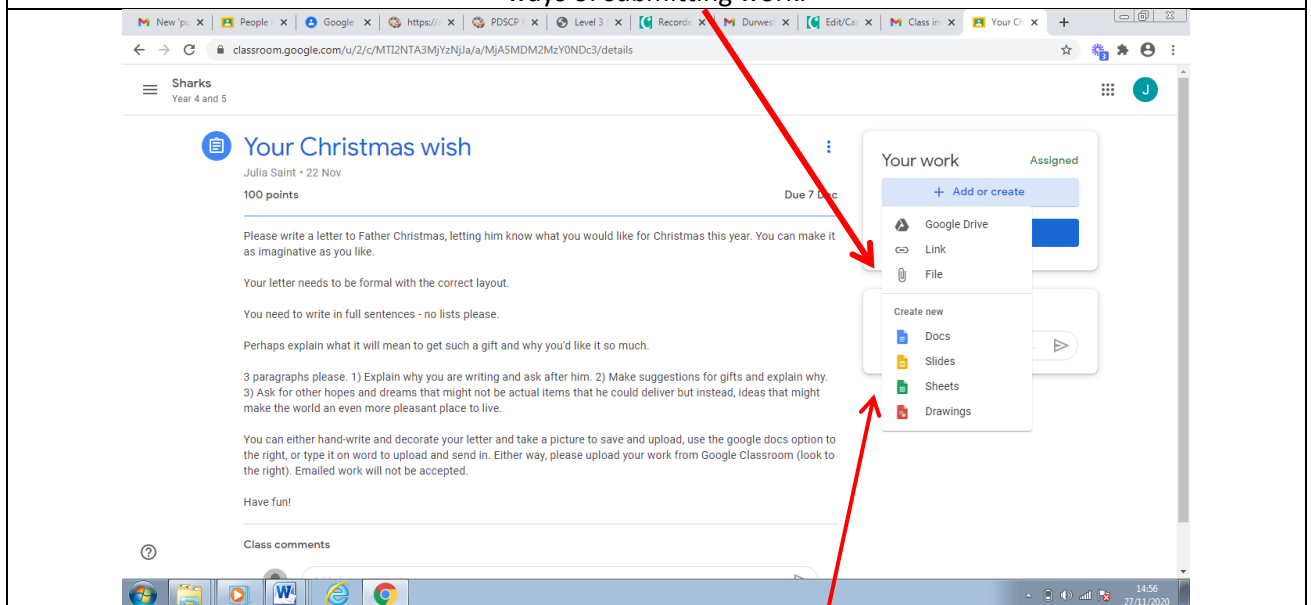 ways of submitting work.
New 'pu People Google https://s PDSCP Level 3 Recordi Durwest Edit/Ca Class in Your Ch
classroom.google.com/u/2/c/MTI2NTA3MjYzNjJa/a/MjA5MDM2MzY0NDc3/details
3
Sharks
Year 4 and 5
J
Your Christmas wish
Julia Saint • 22 Nov
100 points Due 7 Dec
Please write a letter to Father Christmas, letting him know what you would like for Christmas this year. You can make it
as imaginative as you like.
Your letter needs to be formal with the correct layout.
You need to write in full sentences - no lists please.
Perhaps explain what it will mean to get such a gift and why you'd like it so much.
3 paragraphs please. 1) Explain why you are writing and ask after him. 2) Make suggestions for gifts and explain why.
3) Ask for other hopes and dreams that might not be actual items that he could deliver but instead, ideas that might
make the world an even more pleasant place to live.
You can either hand-write and decorate your letter and take a picture to save and upload, use the google docs option to
the right, or type it on word to upload and send in. Either way, please upload your work from Google Classroom (look to
the right). Emailed work will not be accepted.
Have fun!
Class comments
Your work Assigned
+ Add or create
Google Drive
Link
File
Create new
Docs
Slides
Sheets
Drawings
14:56
27/11/2020